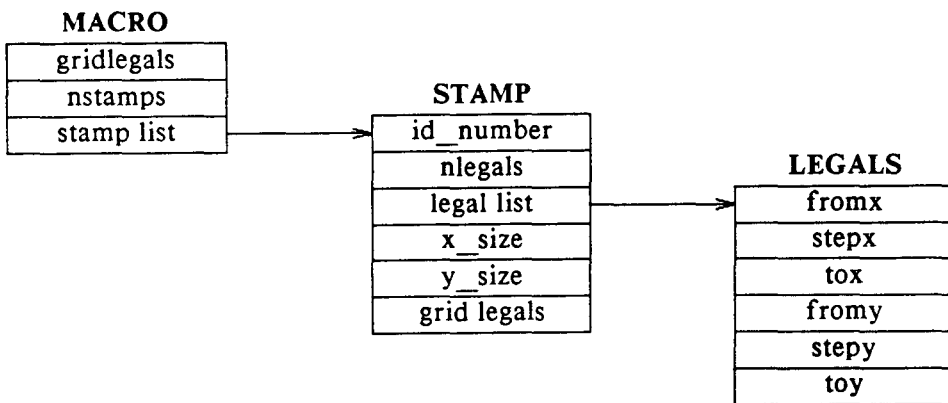 MACRO
gridlegals
nstamps
stamp list
STAMP
id_number
nlegals
legal list
x_size
y_size
grid legals
LEGALS
fromx
stepx
tox
fromy
stepy
toy